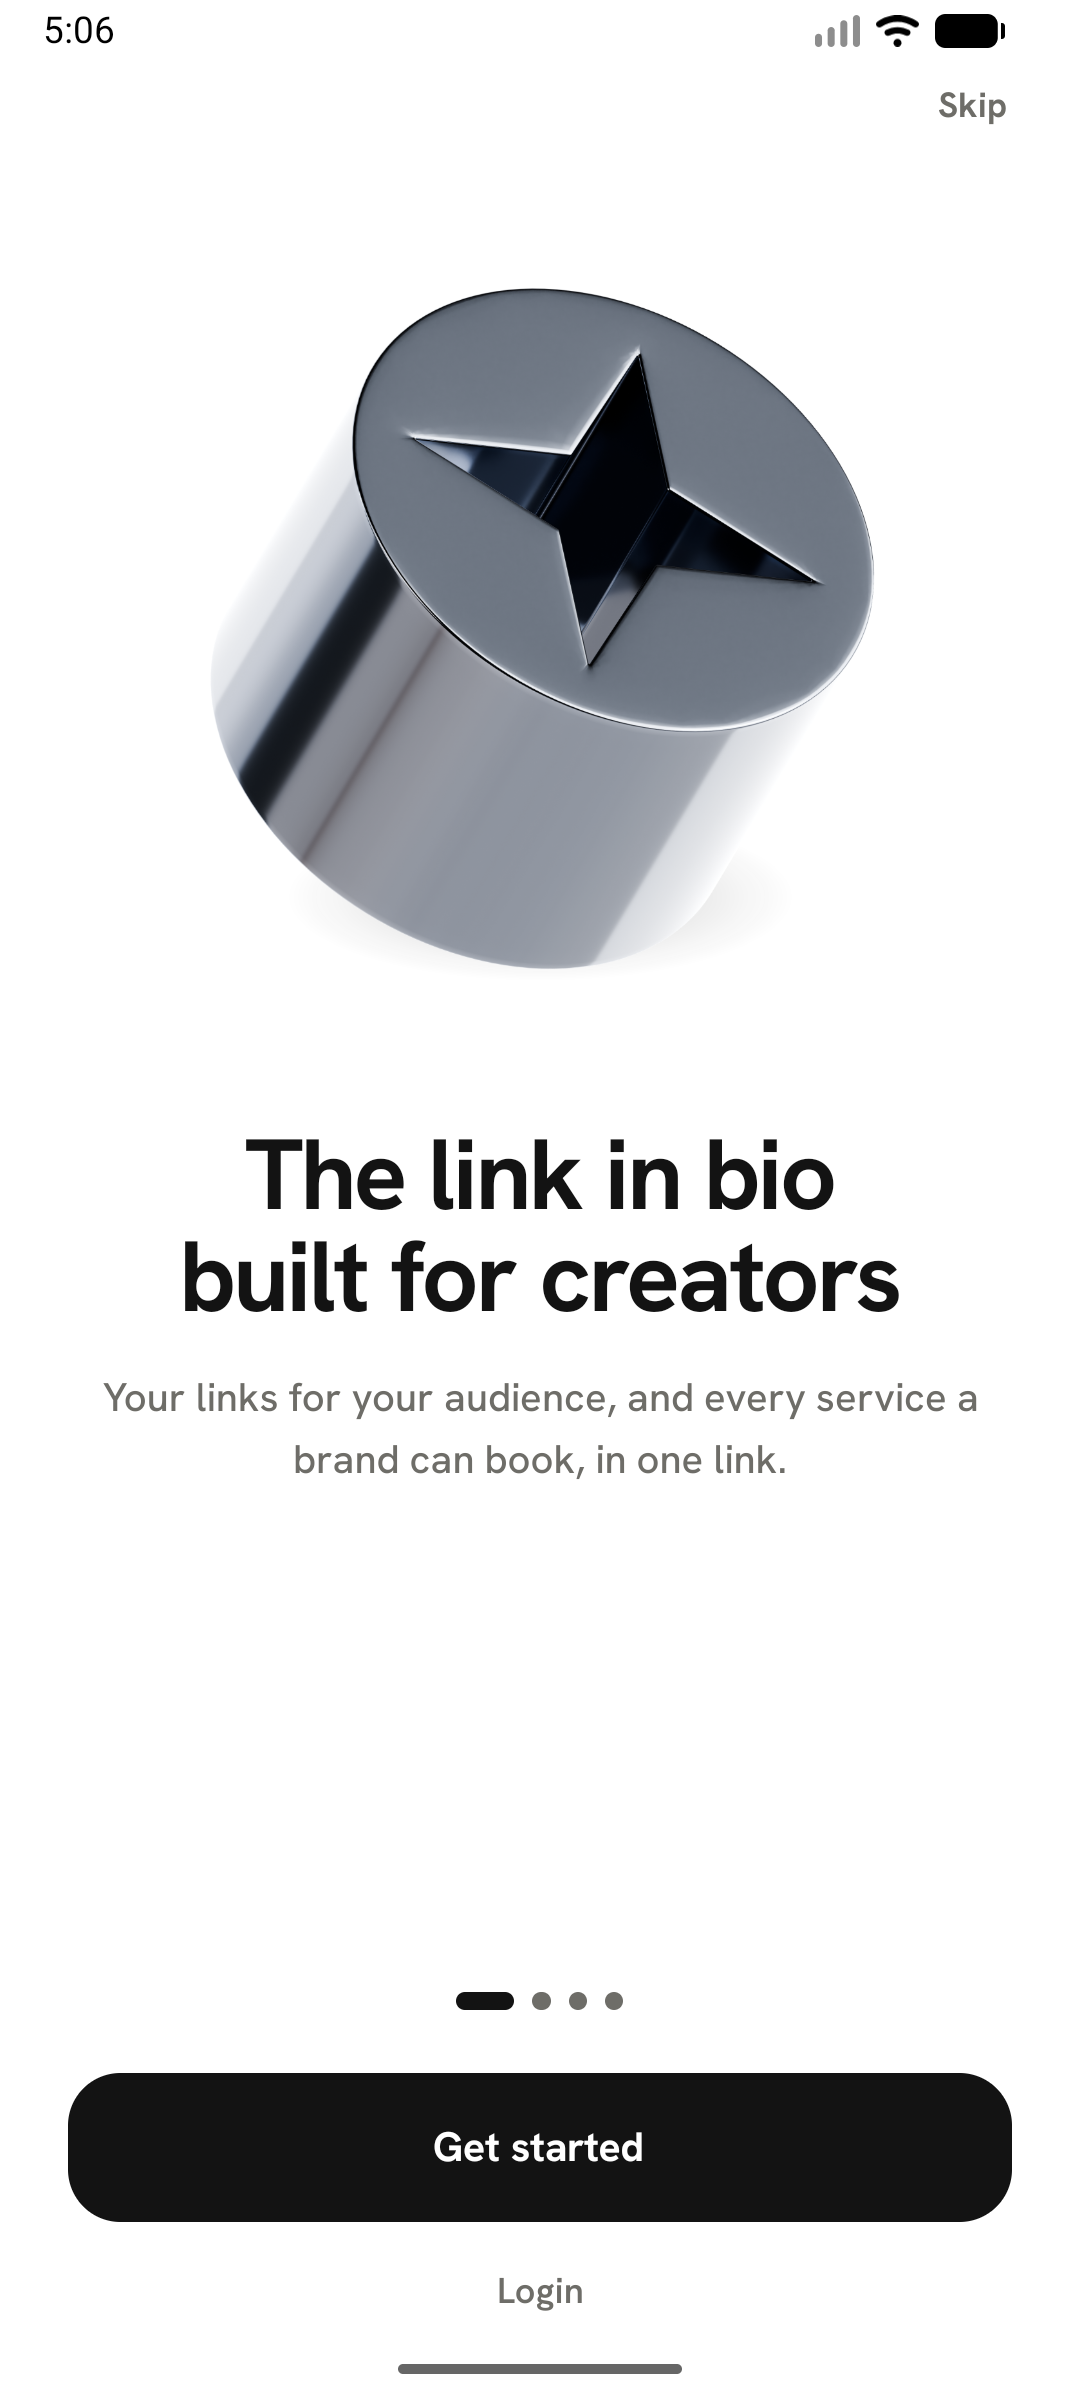 5:06
Skip
The link in bio
built for creators
Your links for your audience, and every service a
brand can book, in one link.
Get started
Login